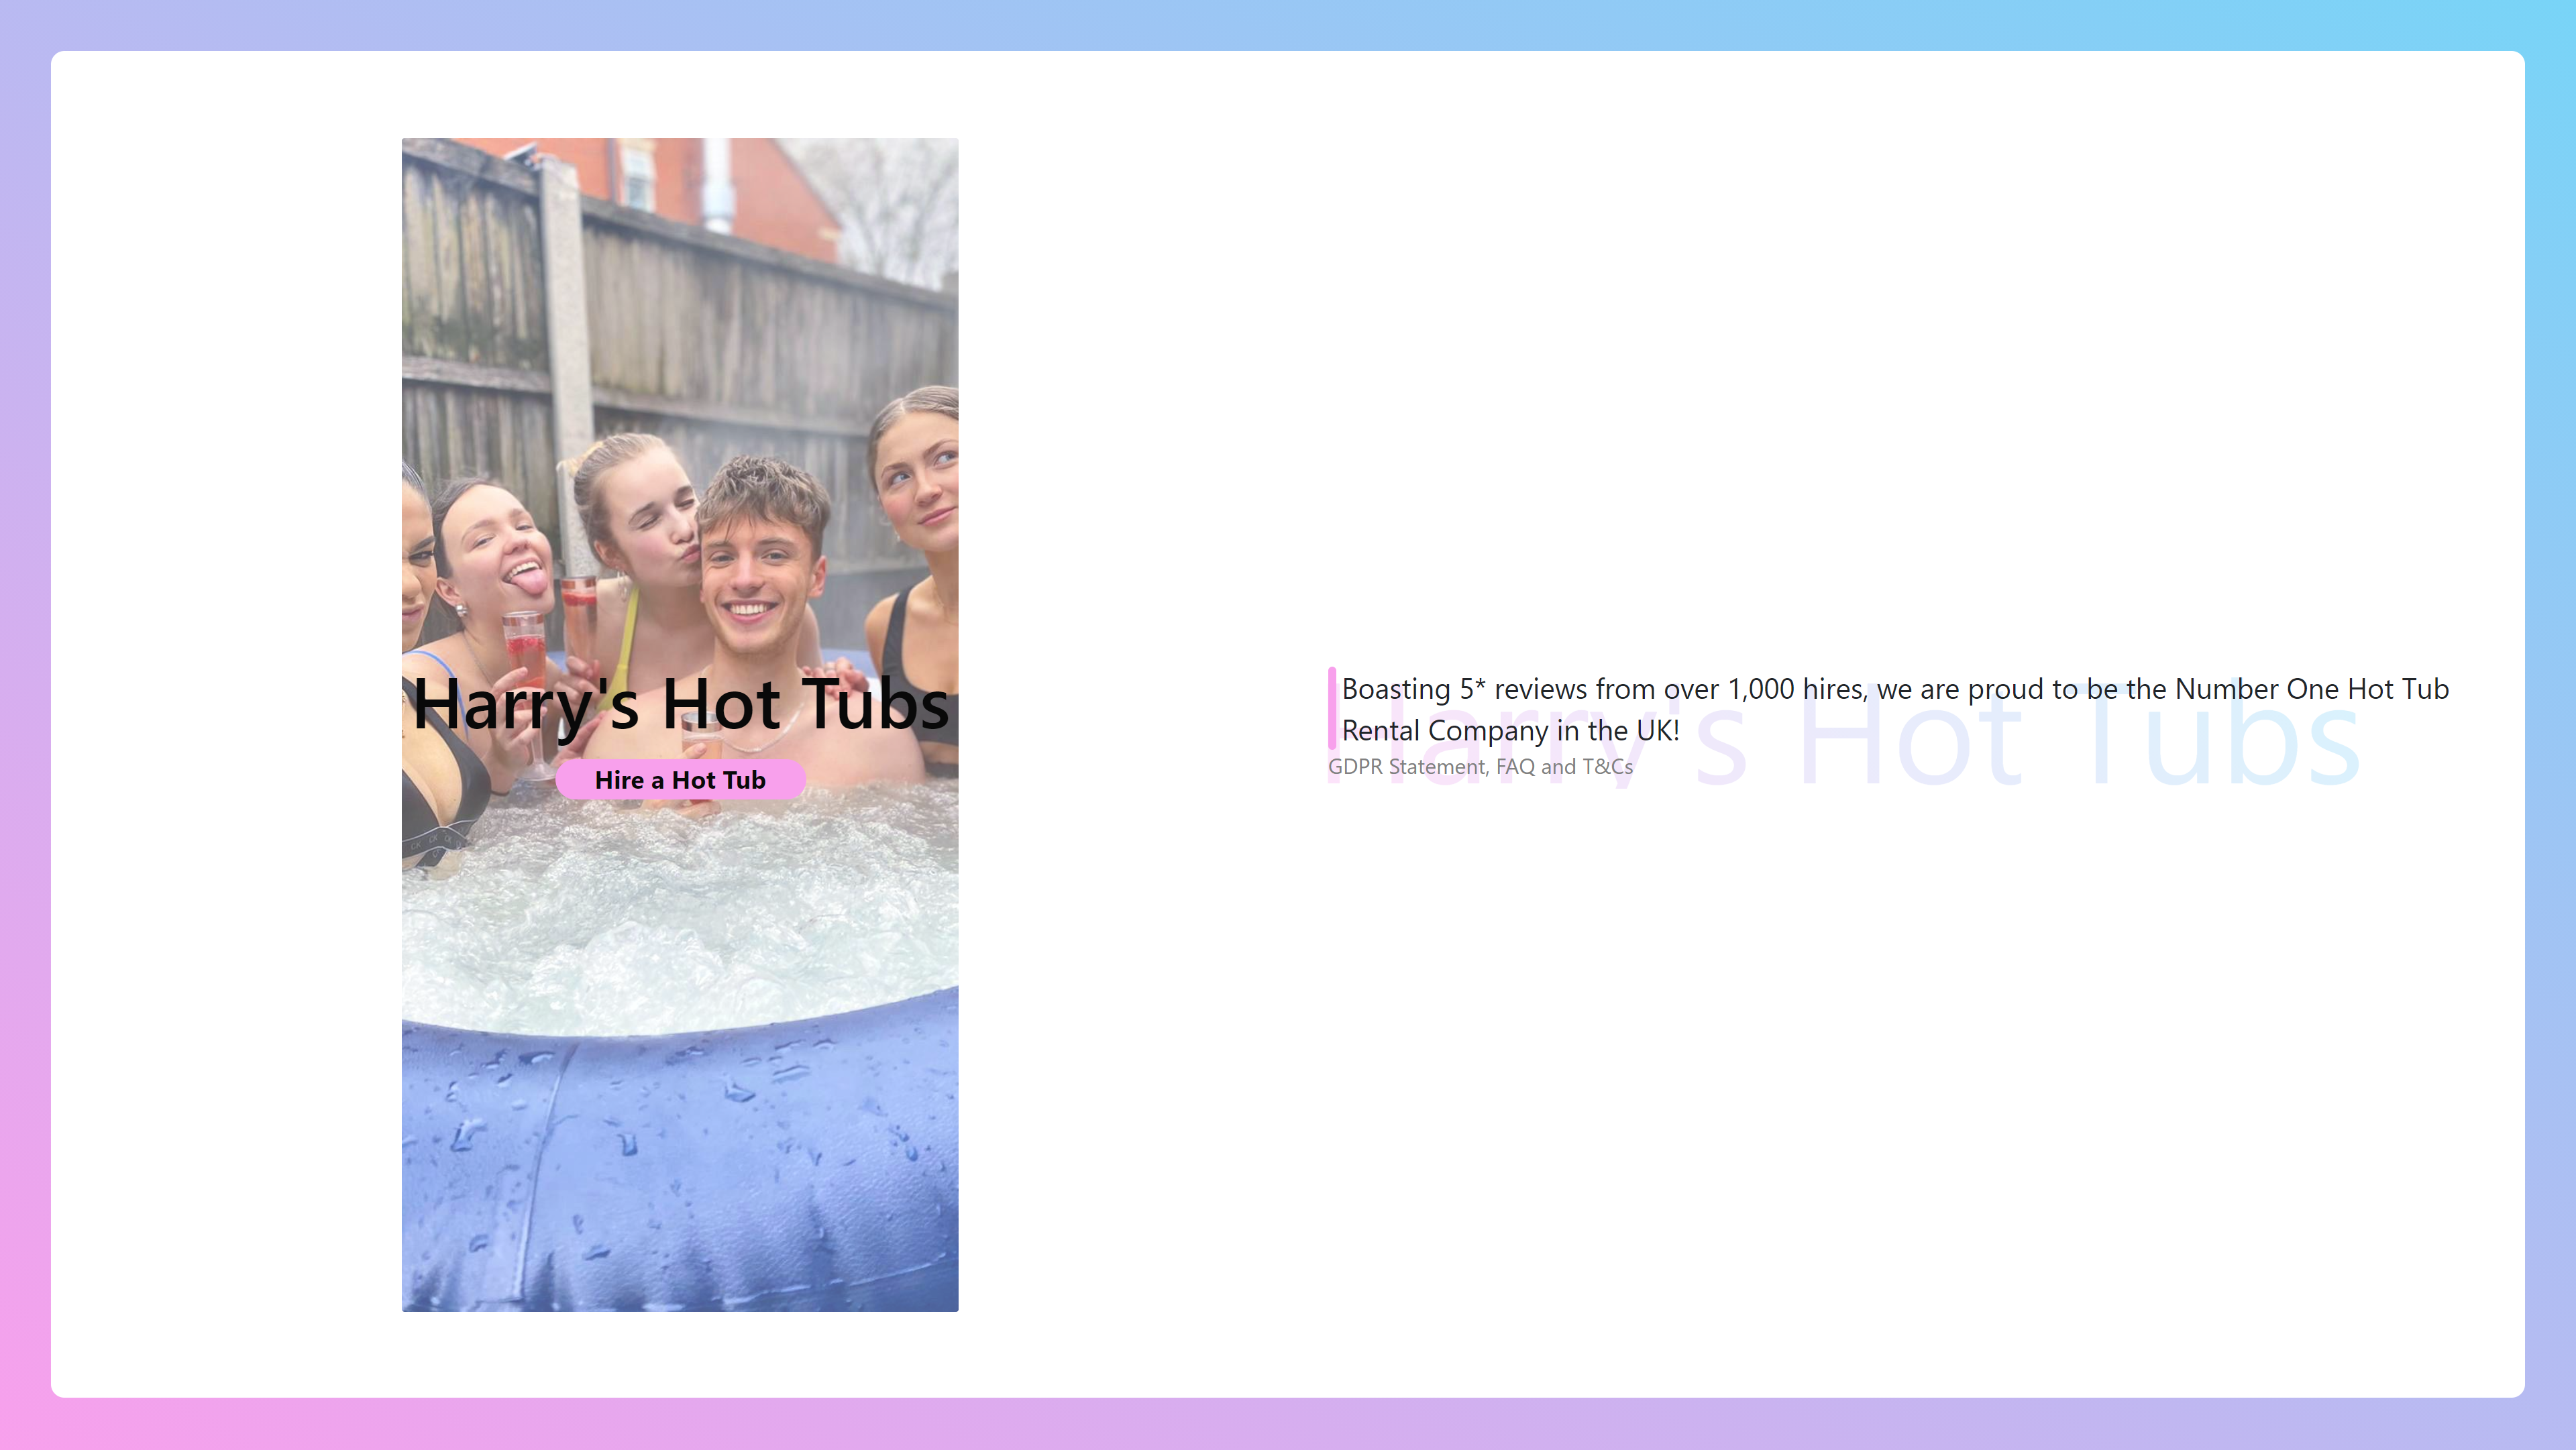 Harry's Hot Tubs
Hire a Hot Tub
Harry's Hot Tubs
Boasting 5* reviews from over 1,000 hires, we are proud to be the Number One Hot Tub
Rental Company in the UK!
GDPR Statement, FAQ and T&Cs